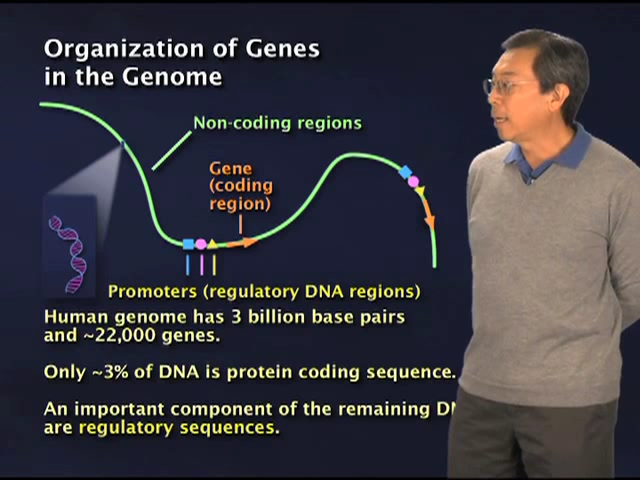 Organization of Genes
in the Genome
Non-coding regions
Gene
(coding
region)
Promoters (regulatory DNA regions)
Human genome has 3 billion base pairs
and ~22,000 genes.
Only ~3% of DNA is protein coding sequence.
An important component of the remaining
are regulatory sequences.